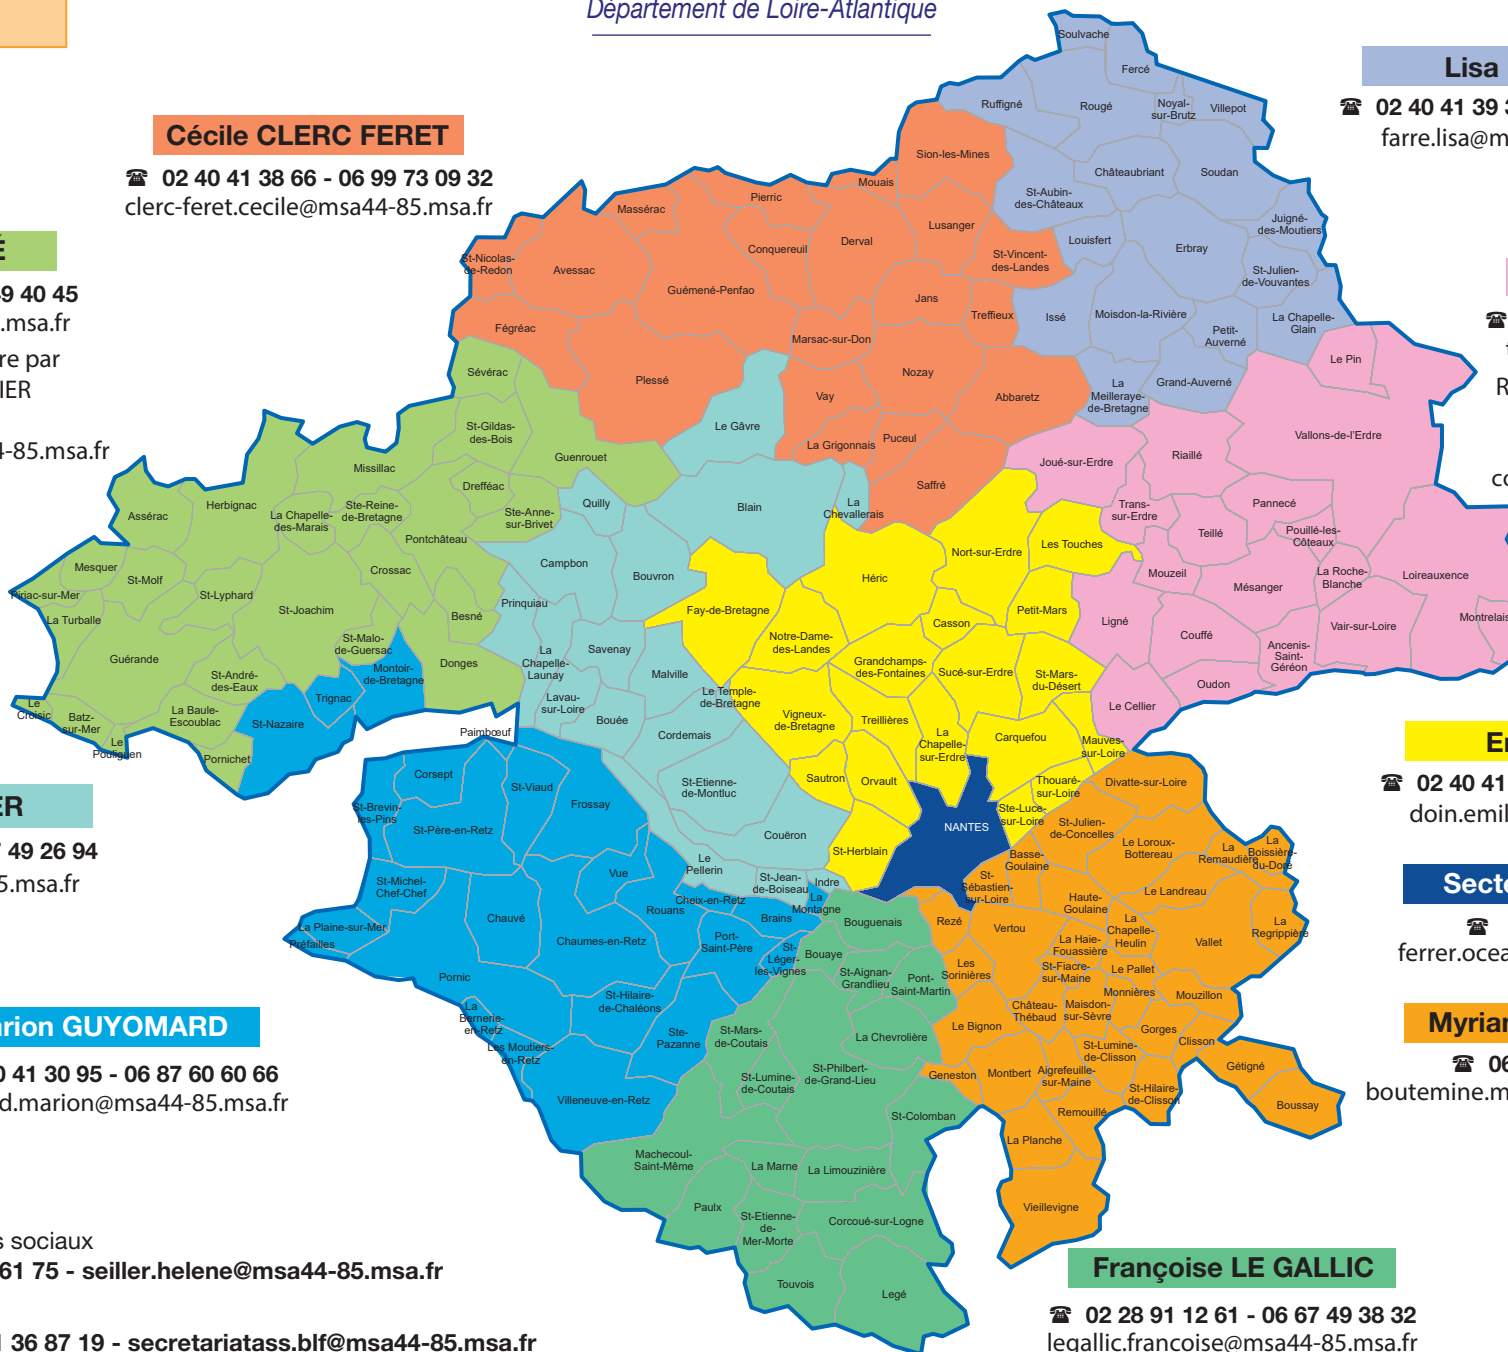 Département de Loire-Atlantique
Cécile CLERC FERET
☎ 02 40 41 38 66 - 06 99 73 09 32
clerc-feret.cecile@msa44-85.msa.fr
Lisa
☎ 02 40 41 39
farre.lisa@m
É
9 40 45
.msa.fr
re par
IER
4-85.msa.fr
☎
R
co
ER
7 49 26 94
5.msa.fr
☎ 02 40 41
doin.emil
Secte
☎
ferrer.ocea
rion GUYOMARD
0 41 30 95 - 06 87 60 60 66
d.marion@msa44-85.msa.fr
Myrian
☎ 06
boutemine.m
s sociaux
61 75 - seiller.helene@msa44-85.msa.fr
36 87 19 - secretariatass.blf@msa44-85.msa.fr
Françoise LE GALLIC
☎ 02 28 91 12 61 - 06 67 49 38 32
legallic.francoise@msa44-85.msa.fr
Soulvache
Fercé
Ruffigné
Rougé
Noyal-
sur-Brutz
Villepot
Sion-les-Mines
Châteaubriant
Soudan
Mouais
St-Aubin-
des-Châteaux
Pierric
Massérac
Lusanger
Juigné-
des-Moutiers
Conquereuil
Derval
Louisfert
Erbray
St-Nicolas-
de-Redon
Avessac
St-Vincent-
des-Landes
St-Julien-
de-Vouvantes
Guémené-Penfao
Jans
Treffieux
Issé
Moisdon-la-Rivière
La Chapelle-
Glain
Fégréac
Marsac-sur-Don
Petit-
Auverné
Le Pin
Sévérac
Plessé
Nozay
La
Meilleraye-
de-Bretagne
Grand-Auverné
Vay
Abbaretz
St-Gildas-
des-Bois
Le Gâvre
La Grigonnais
Puceul
Vallons-de-l’Erdre
Guenrouet
Missillac
Joué-sur-Erdre
Riaillé
Drefféac
Saffré
Herbignac
Ste-Reine-
de-Bretagne
Quilly
Blain
La
Chevallerais
Assérac
La Chapelle-
des-Marais
Ste-Anne-
sur-Brivet
Trans-
sur-Erdre
Pannecé
Teillé
Pouillé-les-
Côteaux
Pontchâteau
Nort-sur-Erdre
Les Touches
Mesquer
St-Molf
Crossac
Campbon
Bouvron
Héric
Mouzeil
Mésanger
La Roche-
Blanche
Loireauxence
Piriac-sur-Mer
St-Lyphard
St-Joachim
Prinquiau
Fay-de-Bretagne
Petit-Mars
La Turballe
Besné
Casson
Ligné
Couffé
Vair-sur-Loire
Montrelais
St-Malo-
de-Guersac
Notre-Dame-
des-Landes
Guérande
Donges
La
Chapelle-
Launay
Savenay
Grandchamps-
des-Fontaines
Sucé-sur-Erdre
St-Mars-
du-Désert
Ancenis-
Saint-
Géréon
St-André-
des-Eaux
Montoir-
de-Bretagne
Malville
Oudon
Trignac
Lavau-
sur-Loire
Le Temple-
de-Bretagne
Le Cellier
Le
Croisic
Batz-
sur-Mer
La Baule-
Escoublac
St-Nazaire
Bouée
Vigneux-
de-Bretagne
Treillières
Paimbœuf
Cordemais
La
Chapelle-
sur-Erdre
Carquefou
Mauves-
sur-Loire
Le
Pouliguen
Pornichet
Corsept
St-Viaud
Frossay
St-Etienne-
de-Montluc
Sautron
Orvault
Thouaré-
sur-Loire
Divatte-sur-Loire
St-Brevin-
les-Pins
Ste-Luce-
sur-Loire
St-Père-en-Retz
Couëron
NANTES
St-Julien-
de-Concelles
St-Herblain
Le Loroux-
Bottereau
La
Remaudière
La
Boissière-
du-Doré
Le
Pellerin
Basse-
Goulaine
St-Michel-
Chef-Chef
Vue
St-Jean-
de-Boiseau
Indre
St-
Sébastien-
sur-Loire
Le Landreau
Rouans
Cheix-en-Retz
La
Montagne
Haute-
Goulaine
Chauvé
Brains
Bouguenais
Rezé
Vertou
La
Chapelle-
Heulin
La
Regrippière
La Plaine-sur-Mer
Préfailles
Chaumes-en-Retz
Port-
Saint-Père
La Haie-
Fouassière
Vallet
St-
Léger-
les-Vignes
Bouaye
Pornic
St-Aignan-
Grandlieu
Pont-
Saint-Martin
Les
Sorinières
St-Fiacre-
sur-Maine
Le Pallet
Monnières
Mouzillon
St-Hilaire-
de-Chaléons
La
Bernerie-
en-Retz
Château-
Thébaud
Maisdon-
sur-Sèvre
Ste-
Pazanne
St-Mars-
de-Coutais
La Chevrolière
Le Bignon
Gorges
Clisson
Les Moutiers-
en-Retz
St-Lumine-
de-Clisson
St-Philbert-
de-Grand-Lieu
Geneston
Montbert
Aigrefeuille-
sur-Maine
Gétigné
St-Lumine-
de-Coutais
St-Hilaire-
de-Clisson
Villeneuve-en-Retz
St-Colomban
Remouillé
Boussay
La Planche
Machecoul-
Saint-Même
La Marne
La Limouzinière
Paulx
St-Etienne-
de-
Mer-Morte
Corcoué-sur-Logne
Vieillevigne
Touvois
Legé